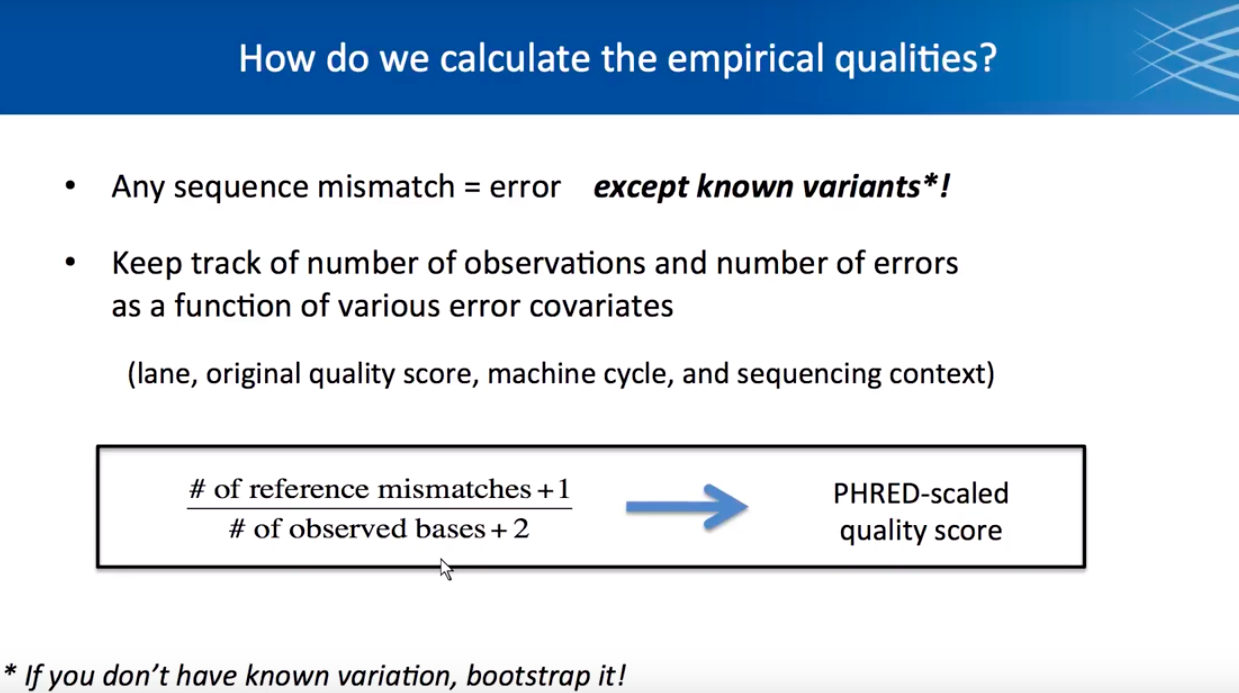 How do we calculate the empirical qualities?
• Any sequence mismatch = error except known variants*!
• Keep track of number of observations and number of errors
as a function of various error covariates
(lane, original quality score, machine cycle, and sequencing context)
# of reference mismatches + 1
# of observed bases + 2
PHRED-scaled
quality score
* If you don't have known variation, bootstrap it!